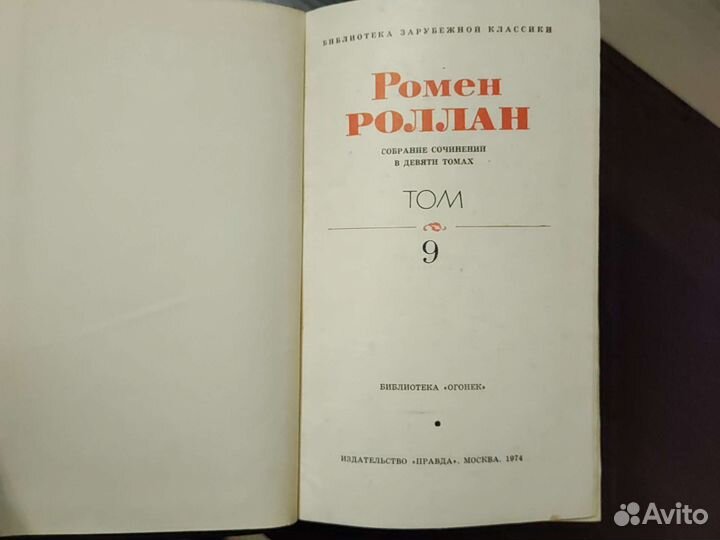 БИБЛИОТЕКА ЗАРУБЕЖНОЙ КЛАССИКИ
Ромен
РОЛЛАН
СОБРАНИЕ СОЧИНЕНИЙ
В ДЕВЯТИ ТОМАХ
ТОМ
9
БИБЛИОТЕКА «ОГОНЕК»
ИЗДАТЕЛЬСТВО «ПРАВДА». МОСКВА. 1974
Avito